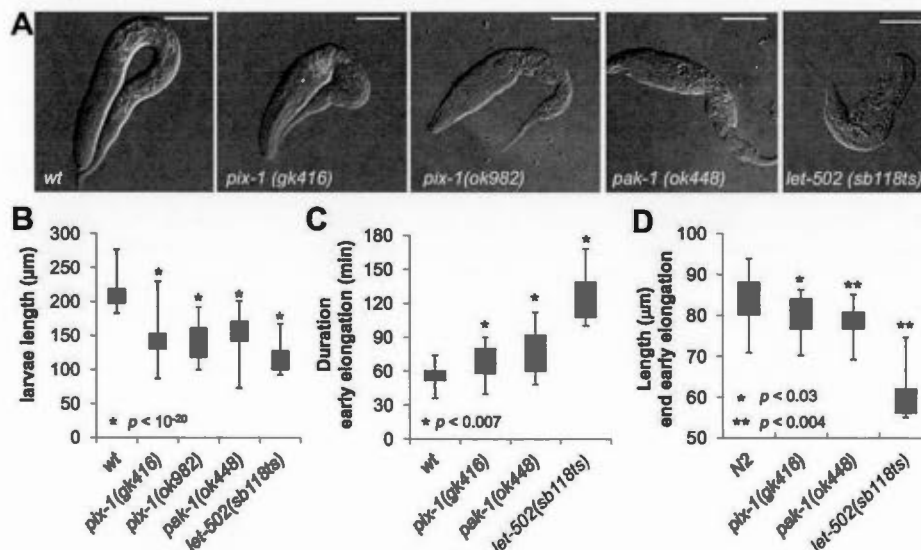 A
wt
pix-1 (gk416)
pix-1(ok982)
pak-1 (ok448)
let-502 (sb118ts)
B
larvae length (µm)
300
250
200
150
100
50
0
* * * *
* p < 10⁻²⁰
wt
pix-1(gk416)
pix-1(ok982)
pak-1(ok448)
let-502(sb118ts)
C
Duration
early elongation (min)
180
150
120
90
60
30
0
* * *
* p < 0.007
wt
pix-1(gk416)
pak-1(ok448)
let-502(sb118ts)
D
Length (µm)
end early elongation
100
90
80
70
60
50
* ** **
* p < 0.03
** p < 0.004
N2
pix-1(gk416)
pak-1(ok448)
let-502(sb118ts)